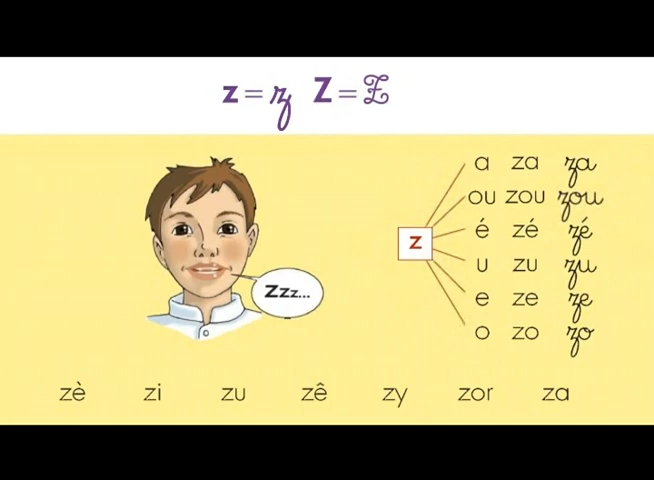 z = z Z = Z
Zzz...
z
a za za
ou zou zou
é zé zé
u zu zu
e ze ze
o zo zo
zè zi zu zê zy zor za